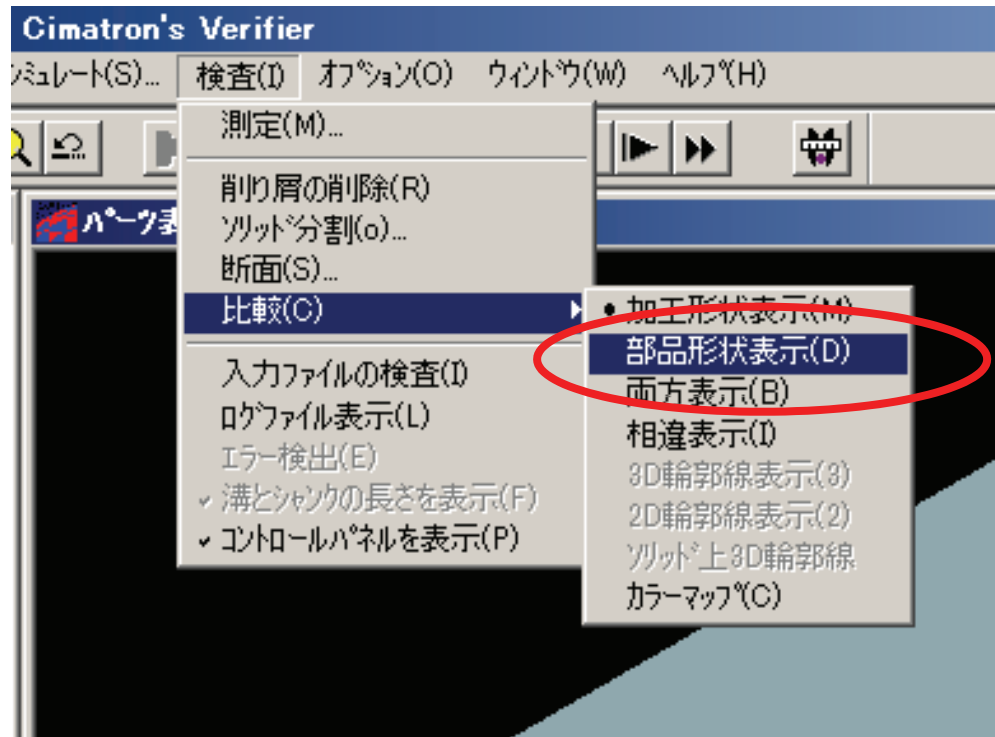 Cimatron's Verifier
ｼﾐｭﾚｰﾄ(S)... 検査(I) ｵﾌﾟｼｮﾝ(O) ｳｨﾝﾄﾞｳ(W) ﾍﾙﾌﾟ(H)
測定(M)...
ﾊﾟｰﾂ表
削り層の削除(R)
ｿﾘｯﾄﾞ分割(o)...
断面(S)...
比較(C)
加工形状表示(M)
部品形状表示(D)
両方表示(B)
相違表示(I)
3D輪郭線表示(3)
2D輪郭線表示(2)
ｿﾘｯﾄﾞ上3D輪郭線
ｶﾗｰﾏｯﾌﾟ(C)
入力ﾌｧｲﾙの検査(I)
ﾛｸﾞﾌｧｲﾙ表示(L)
ｴﾗｰ検出(E)
溝とｼｬﾝｸの長さを表示(F)
ｺﾝﾄﾛｰﾙﾊﾟﾈﾙを表示(P)